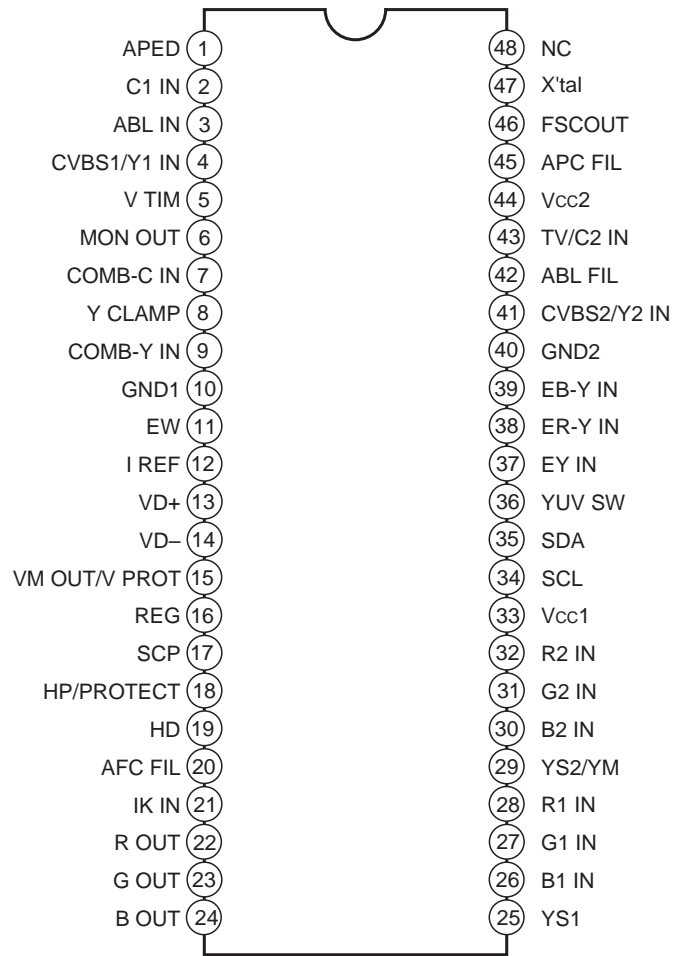 APED 1 48 NC
C1 IN 2 47 X'tal
ABL IN 3 46 FSCOUT
CVBS1/Y1 IN 4 45 APC FIL
V TIM 5 44 Vcc2
MON OUT 6 43 TV/C2 IN
COMB-C IN 7 42 ABL FIL
Y CLAMP 8 41 CVBS2/Y2 IN
COMB-Y IN 9 40 GND2
GND1 10 39 EB-Y IN
EW 11 38 ER-Y IN
I REF 12 37 EY IN
VD+ 13 36 YUV SW
VD– 14 35 SDA
VM OUT/V PROT 15 34 SCL
REG 16 33 Vcc1
SCP 17 32 R2 IN
HP/PROTECT 18 31 G2 IN
HD 19 30 B2 IN
AFC FIL 20 29 YS2/YM
IK IN 21 28 R1 IN
R OUT 22 27 G1 IN
G OUT 23 26 B1 IN
B OUT 24 25 YS1